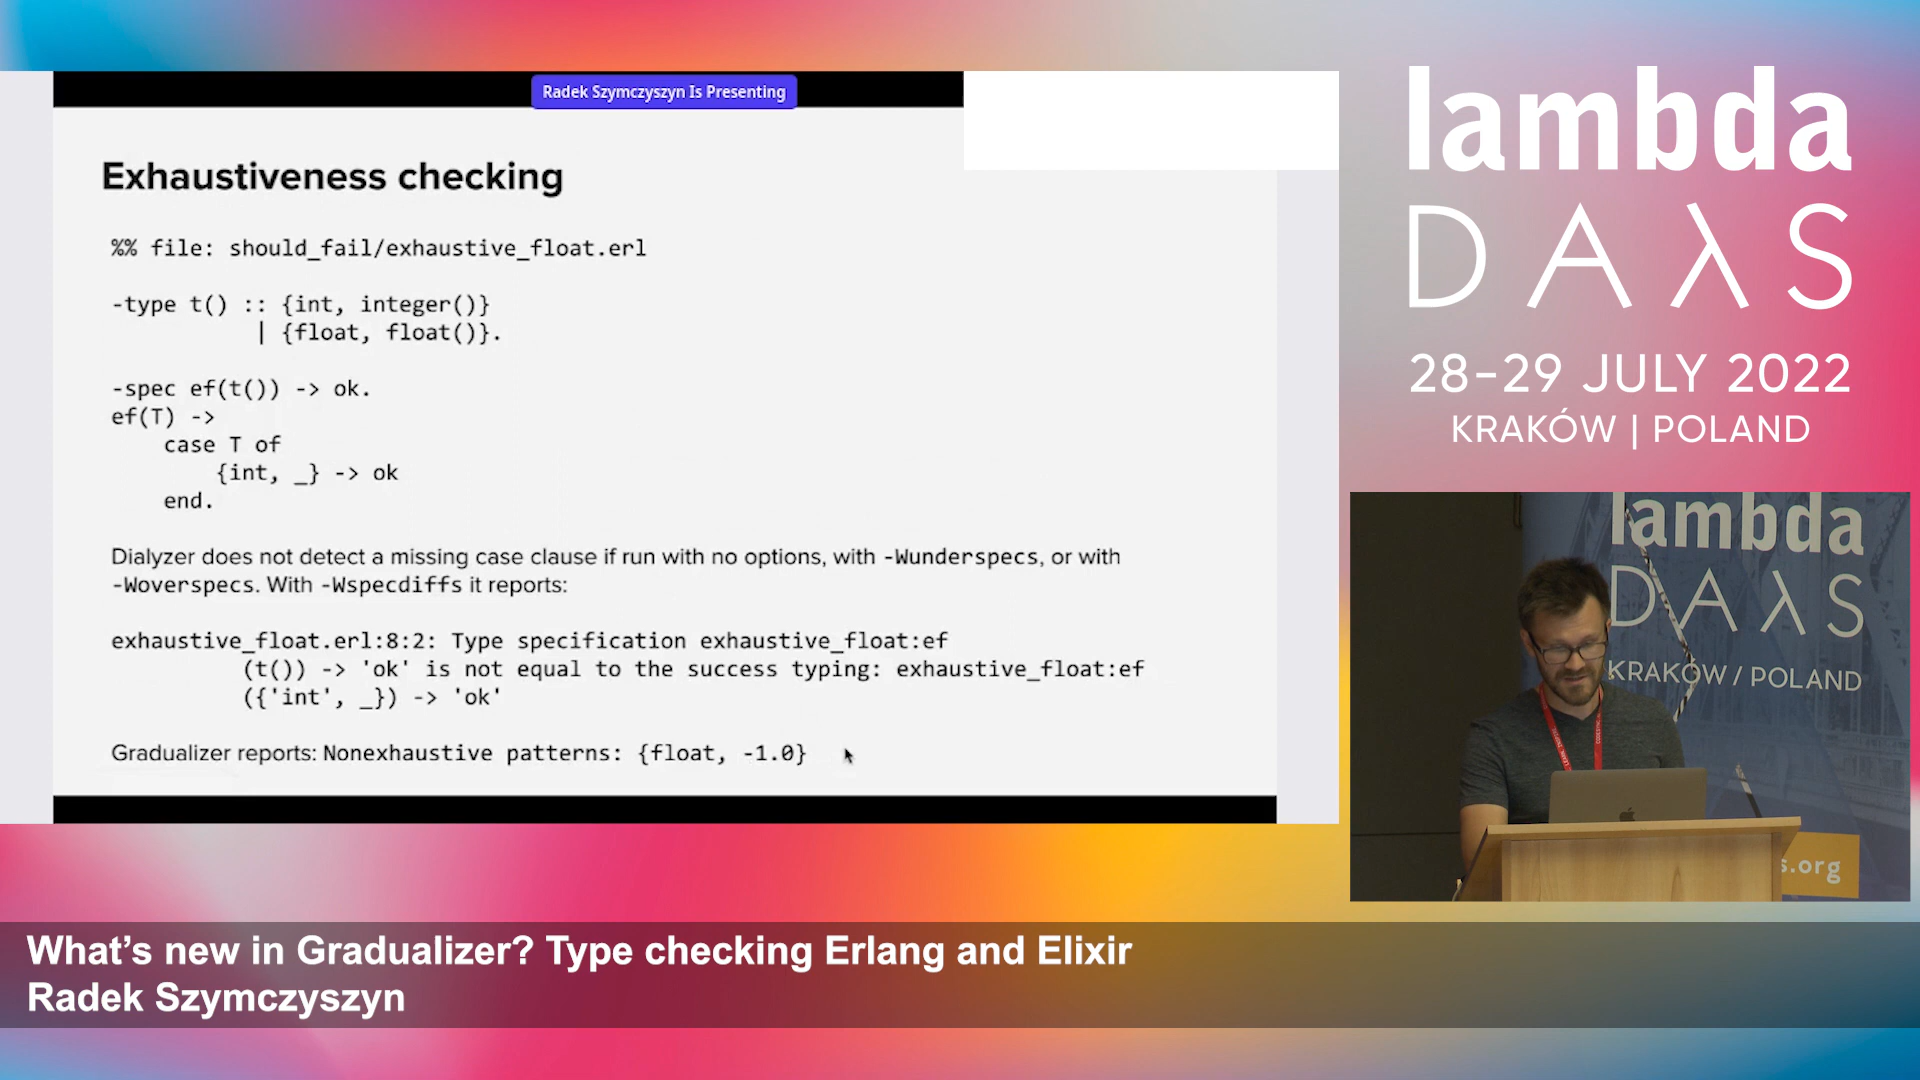 Radek Szymczyszyn Is Presenting
Exhaustiveness checking
%% file: should_fail/exhaustive_float.erl
-type t() :: {int, integer()}
| {float, float()}.
-spec ef(t()) -> ok.
ef(T) ->
case T of
{int, _} -> ok
end.
Dialyzer does not detect a missing case clause if run with no options, with -Wunderspecs, or with
-Woverspecs. With -Wspecdiffs it reports:
exhaustive_float.erl:8:2: Type specification exhaustive_float:ef
(t()) -> 'ok' is not equal to the success typing: exhaustive_float:ef
({'int', _}) -> 'ok'
Gradualizer reports: Nonexhaustive patterns: {float, -1.0}
lambda
DAλS
28-29 JULY 2022
KRAKÓW | POLAND
lambda
DAλS
KRAKÓW / POLAND
s.org
What's new in Gradualizer? Type checking Erlang and Elixir
Radek Szymczyszyn